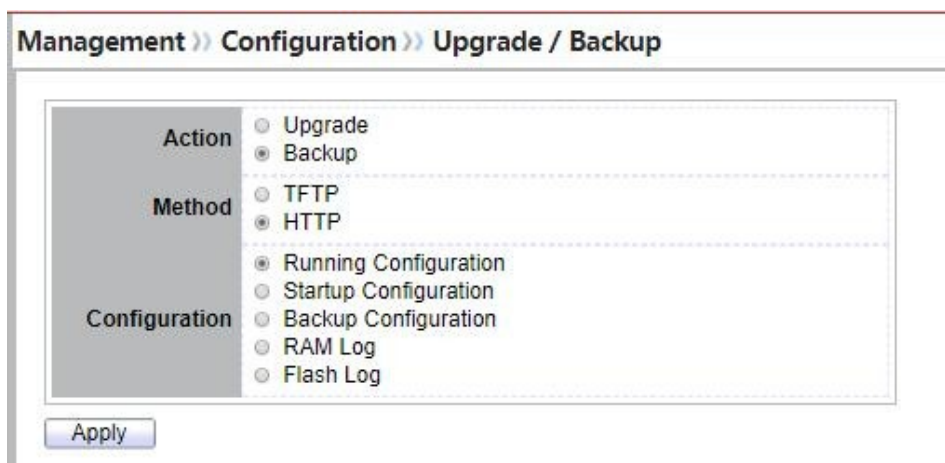 Management » Configuration » Upgrade / Backup
Action
Upgrade
Backup
Method
TFTP
HTTP
Configuration
Running Configuration
Startup Configuration
Backup Configuration
RAM Log
Flash Log
Apply